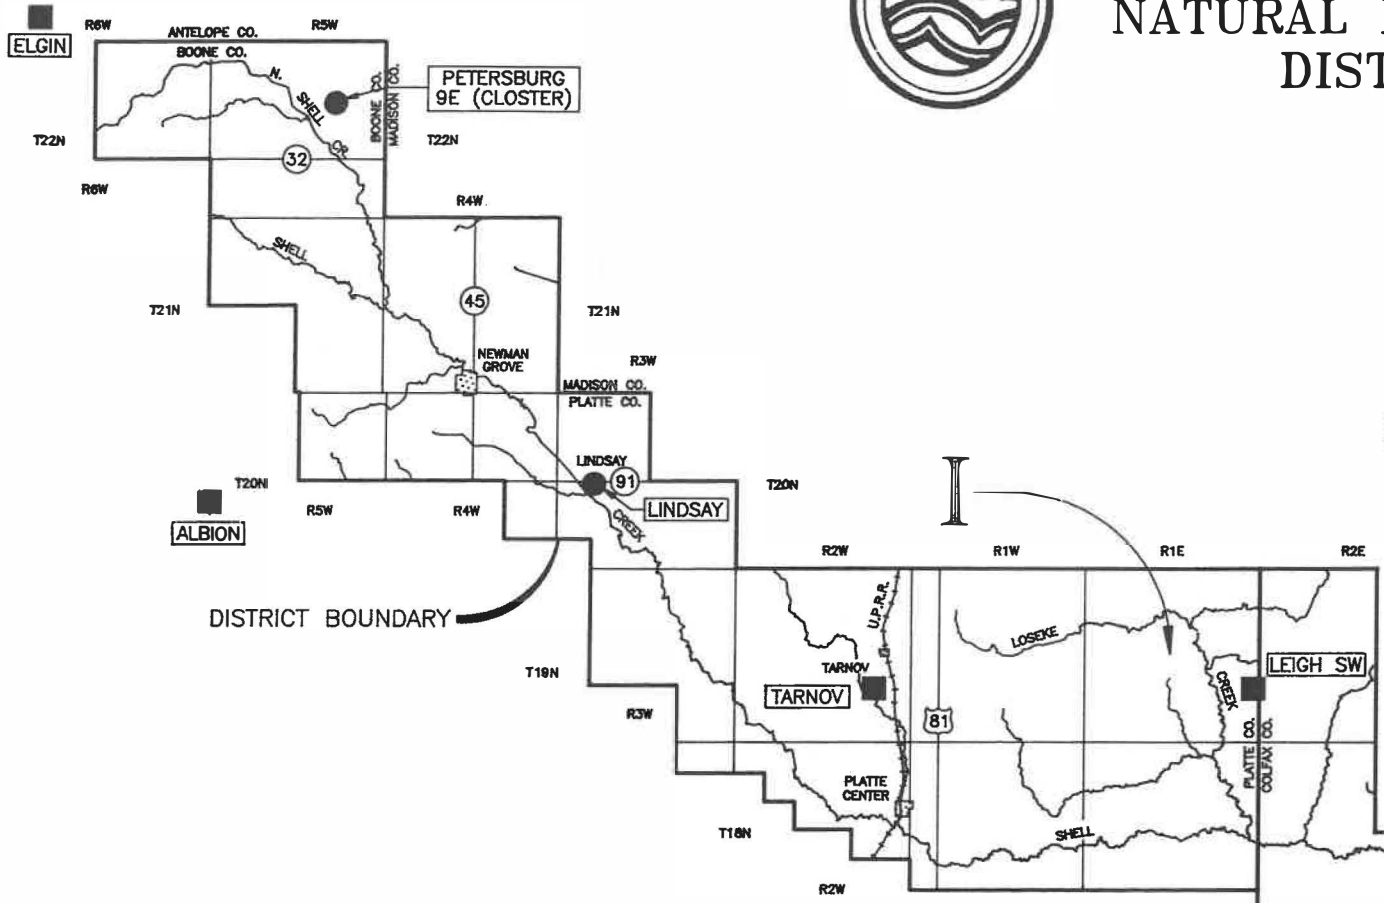 NATURAL
DIST
ELGIN
R6W
ANTELOPE CO.
BOONE CO.
R5W
N.
SHELL
CR.
PETERSBURG
9E (CLOSTER)
BOONE CO.
MADISON CO.
T22N
T22N
32
R6W
R4W
SHELL
T21N
45
T21N
NEWMAN
GROVE
R3W
MADISON CO.
PLATTE CO.
LINDSAY
91
T20N
T20N
LINDSAY
ALBION
R5W
R4W
CREEK
I
R2W
R1W
R1E
R2E
DISTRICT BOUNDARY
U.P.R.R.
LOSEKE
T19N
TARNOV
TARNOV
LEIGH SW
CREEK
R3W
81
PLATTE CO.
COLFAX CO.
PLATTE
CENTER
T18N
SHELL
R2W